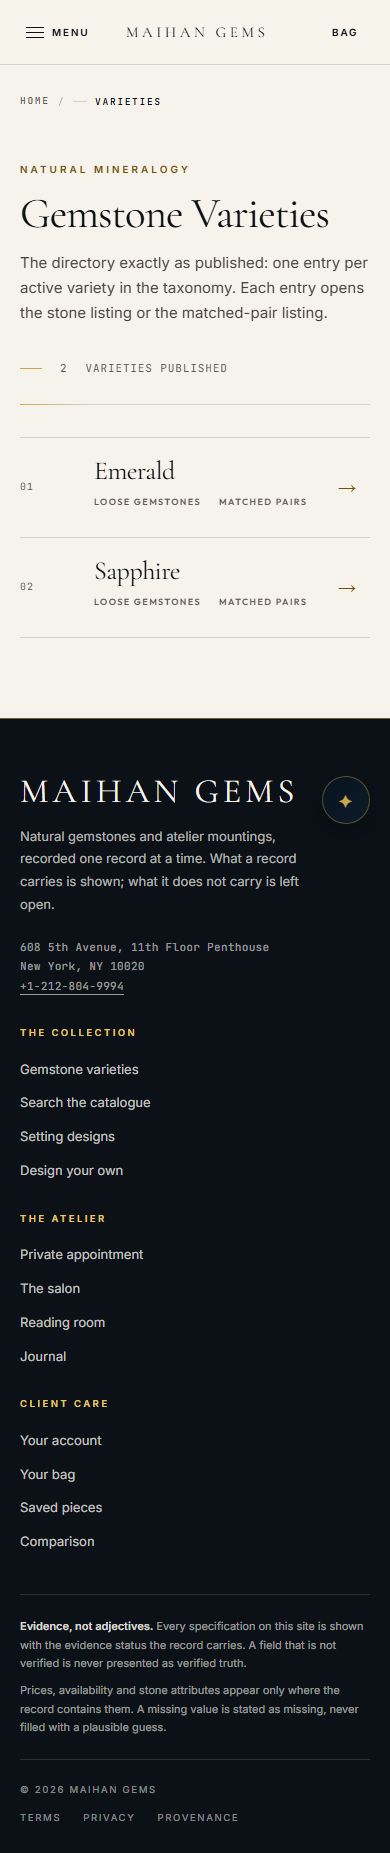 MENU
MAIHAN GEMS
BAG
HOME / VARIETIES
NATURAL MINERALOGY
Gemstone Varieties
The directory exactly as published: one entry per
active variety in the taxonomy. Each entry opens
the stone listing or the matched-pair listing.
2 VARIETIES PUBLISHED
01
Emerald
LOOSE GEMSTONES MATCHED PAIRS
→
02
Sapphire
LOOSE GEMSTONES MATCHED PAIRS
→
MAIHAN GEMS
Natural gemstones and atelier mountings,
recorded one record at a time. What a record
carries is shown; what it does not carry is left
open.
608 5th Avenue, 11th Floor Penthouse
New York, NY 10020
+1-212-804-9994
THE COLLECTION
Gemstone varieties
Search the catalogue
Setting designs
Design your own
THE ATELIER
Private appointment
The salon
Reading room
Journal
CLIENT CARE
Your account
Your bag
Saved pieces
Comparison
Evidence, not adjectives. Every specification on this site is shown
with the evidence status the record carries. A field that is not
verified is never presented as verified truth.
Prices, availability and stone attributes appear only where the
record contains them. A missing value is stated as missing, never
filled with a plausible guess.
© 2026 MAIHAN GEMS
TERMS PRIVACY PROVENANCE